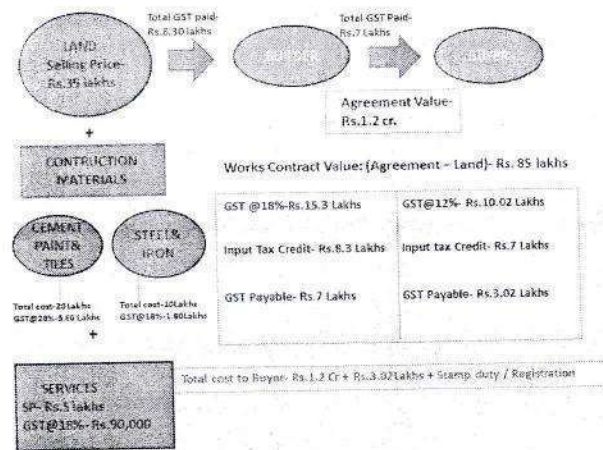 Total GST paid-
Rs.8.30 lakhs
Total GST Paid-
Rs.7 Lakhs
LAND
Selling Price-
Rs.35 lakhs
BUILDER
BUYER
Agreement Value-
Rs.1.2 cr.
+
CONTRUCTION
MATERIALS
Works Contract Value: (Agreement – Land)- Rs. 85 lakhs
GST @18%-Rs.15.3 Lakhs
GST@12%- Rs.10.02 Lakhs
CEMENT
PAINT&
TILES
STEEL&
IRON
Input Tax Credit- Rs.8.3 Lakhs
Input tax Credit- Rs.7 Lakhs
Total cost-20Lakhs
GST@28%-5.60 Lakhs
Total cost-10Lakhs
GST@18%-1.80Lakhs
GST Payable- Rs.7 Lakhs
GST Payable- Rs.3.02 Lakhs
+
SERVICES
SP- Rs.5 lakhs
GST@18%- Rs.90,000
Total cost to Buyer- Rs.1.2 Cr + Rs.3.02Lakhs + Stamp duty / Registration